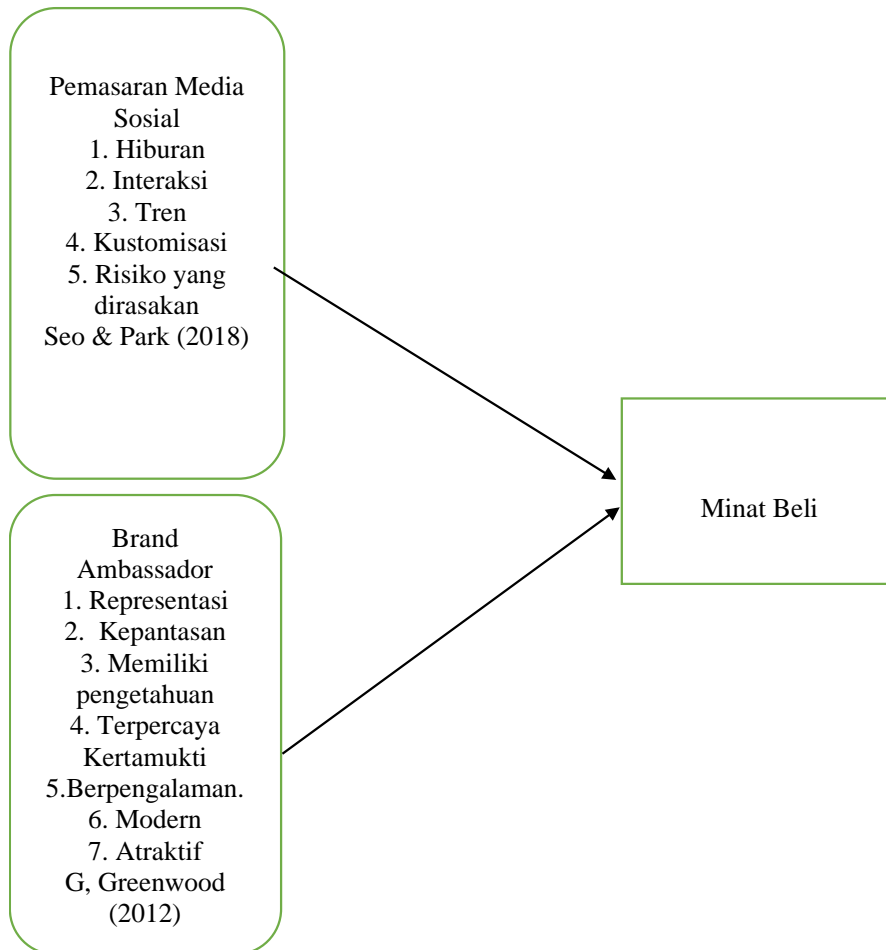 Pemasaran Media
Sosial
1. Hiburan
2. Interaksi
3. Tren
4. Kustomisasi
5. Risiko yang
dirasakan
Seo & Park (2018)
Minat Beli
Brand
Ambassador
1. Representasi
2. Kepantasan
3. Memiliki
pengetahuan
4. Terpercaya
Kertamukti
5.Berpengalaman.
6. Modern
7. Atraktif
G, Greenwood
(2012)